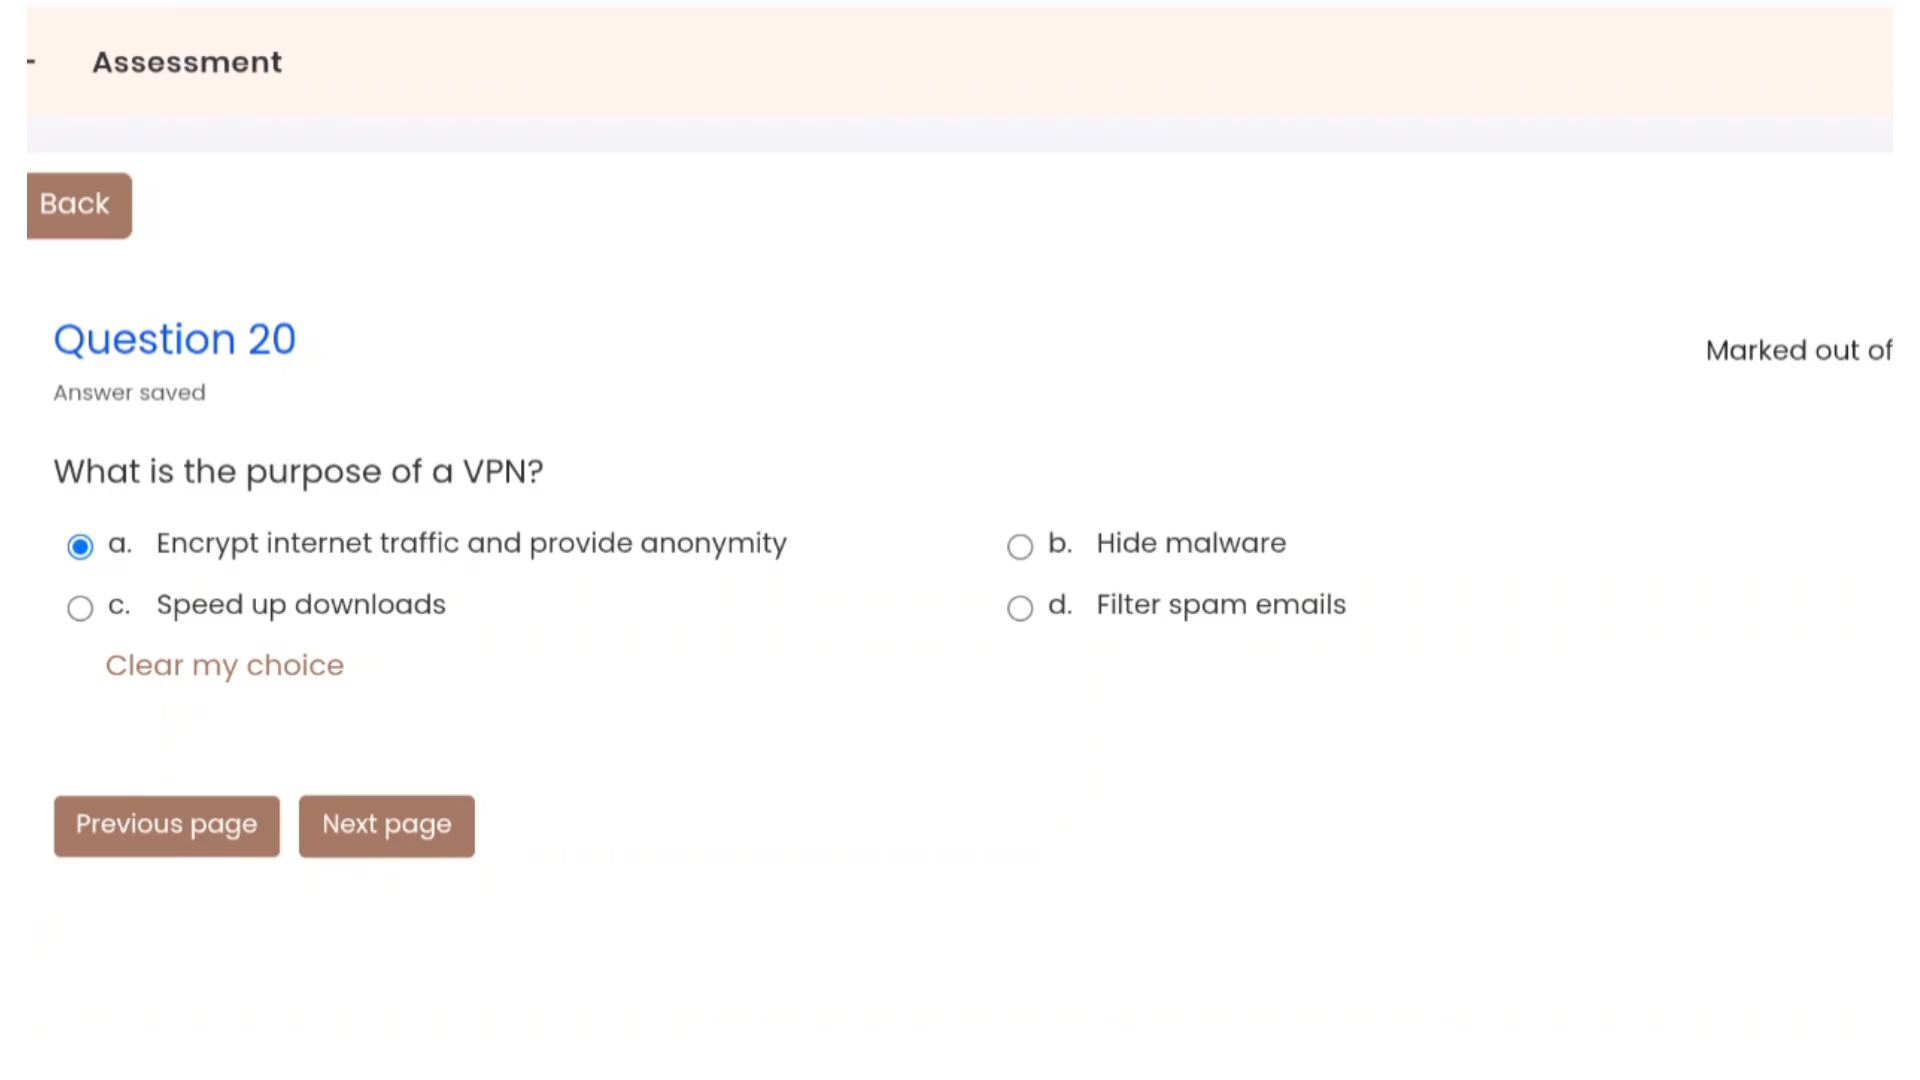 Assessment
Back
Question 20
Marked out of
Answer saved
What is the purpose of a VPN?
a. Encrypt internet traffic and provide anonymity
b. Hide malware
c. Speed up downloads
d. Filter spam emails
Clear my choice
Previous page
Next page